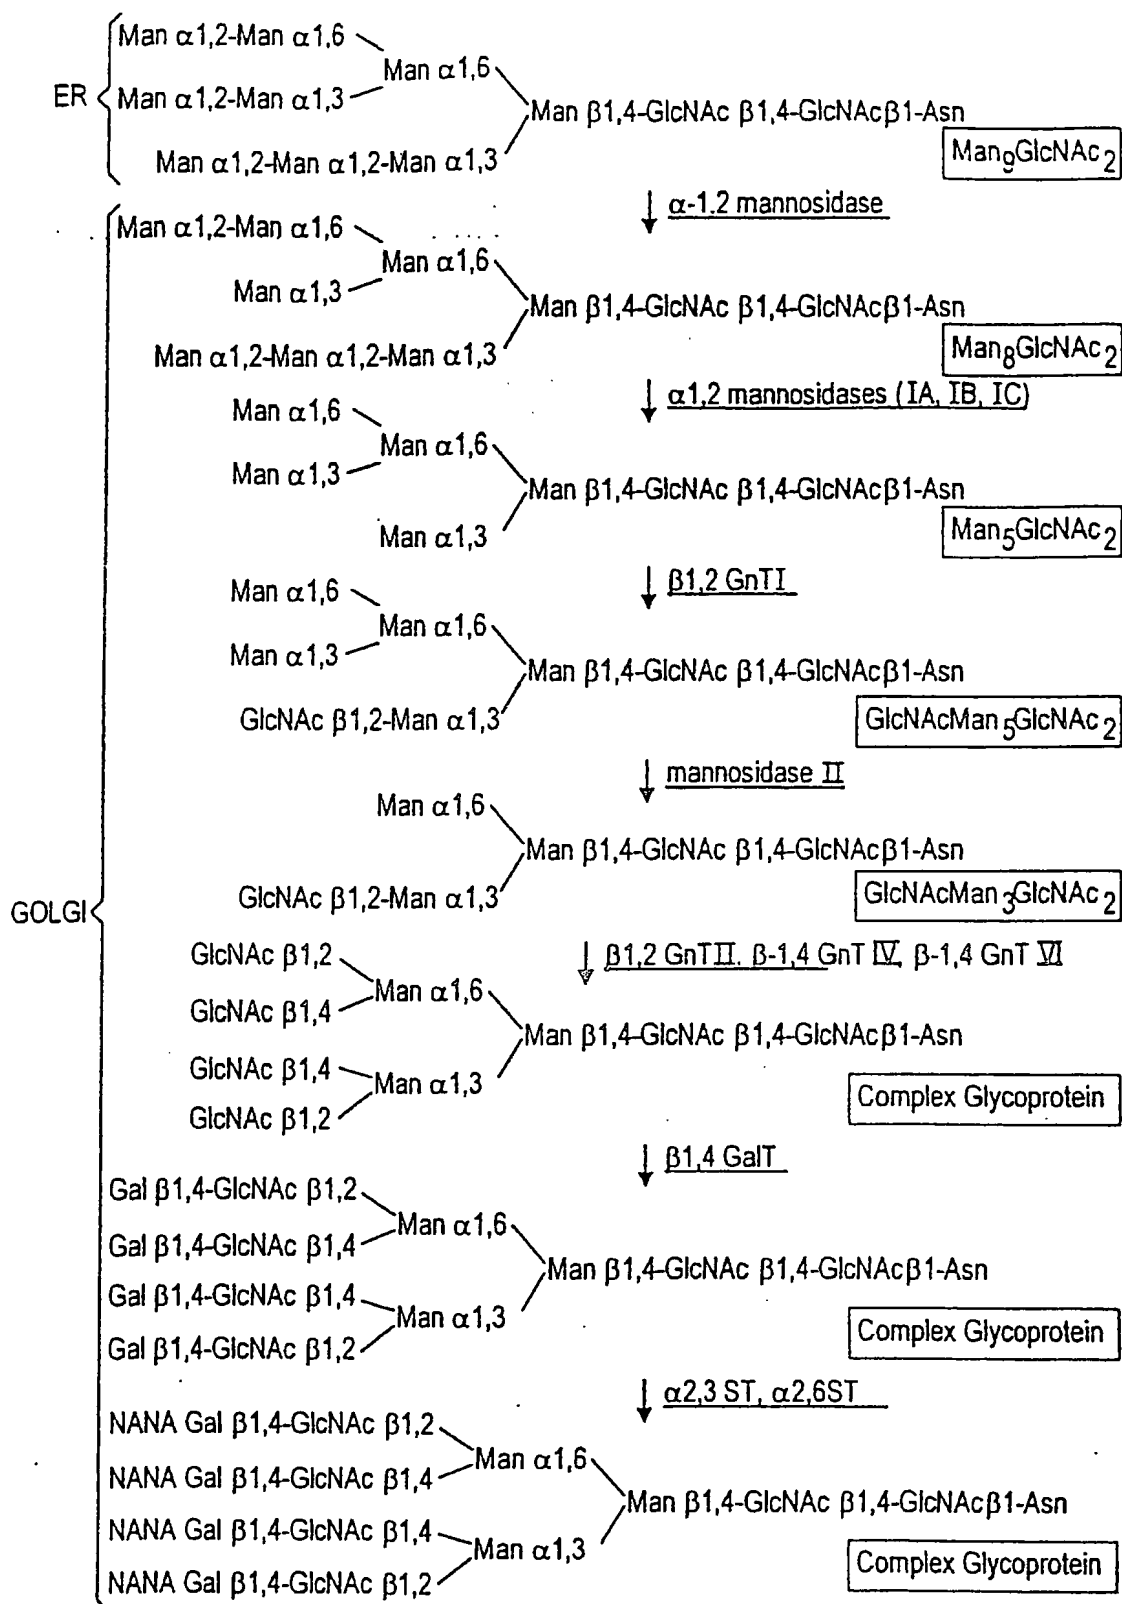 Man α1,2-Man α1,6
Man α1,6
ER
Man α1,2-Man α1,3
Man β1,4-GlcNAc β1,4-GlcNAcβ1-Asn
Man α1,2-Man α1,2-Man α1,3
Man9GlcNAc2
α-1.2 mannosidase
Man α1,2-Man α1,6
Man α1,6
Man α1,3
Man β1,4-GlcNAc β1,4-GlcNAcβ1-Asn
Man α1,2-Man α1,2-Man α1,3
Man8GlcNAc2
α1,2 mannosidases (IA, IB, IC)
Man α1,6
Man α1,6
Man α1,3
Man β1,4-GlcNAc β1,4-GlcNAcβ1-Asn
Man α1,3
Man5GlcNAc2
β1,2 GnTI
Man α1,6
Man α1,6
Man α1,3
Man β1,4-GlcNAc β1,4-GlcNAcβ1-Asn
GlcNAc β1,2-Man α1,3
GlcNAcMan5GlcNAc2
mannosidase II
Man α1,6
Man β1,4-GlcNAc β1,4-GlcNAcβ1-Asn
GlcNAc β1,2-Man α1,3
GlcNAcMan3GlcNAc2
GOLGI
β1,2 GnTII. β-1,4 GnT IV, β-1,4 GnT VI
GlcNAc β1,2
Man α1,6
GlcNAc β1,4
Man β1,4-GlcNAc β1,4-GlcNAcβ1-Asn
GlcNAc β1,4
Man α1,3
GlcNAc β1,2
Complex Glycoprotein
β1,4 GalT
Gal β1,4-GlcNAc β1,2
Man α1,6
Gal β1,4-GlcNAc β1,4
Man β1,4-GlcNAc β1,4-GlcNAcβ1-Asn
Gal β1,4-GlcNAc β1,4
Man α1,3
Gal β1,4-GlcNAc β1,2
Complex Glycoprotein
α2,3 ST, α2,6ST
NANA Gal β1,4-GlcNAc β1,2
Man α1,6
NANA Gal β1,4-GlcNAc β1,4
Man β1,4-GlcNAc β1,4-GlcNAcβ1-Asn
NANA Gal β1,4-GlcNAc β1,4
Man α1,3
NANA Gal β1,4-GlcNAc β1,2
Complex Glycoprotein